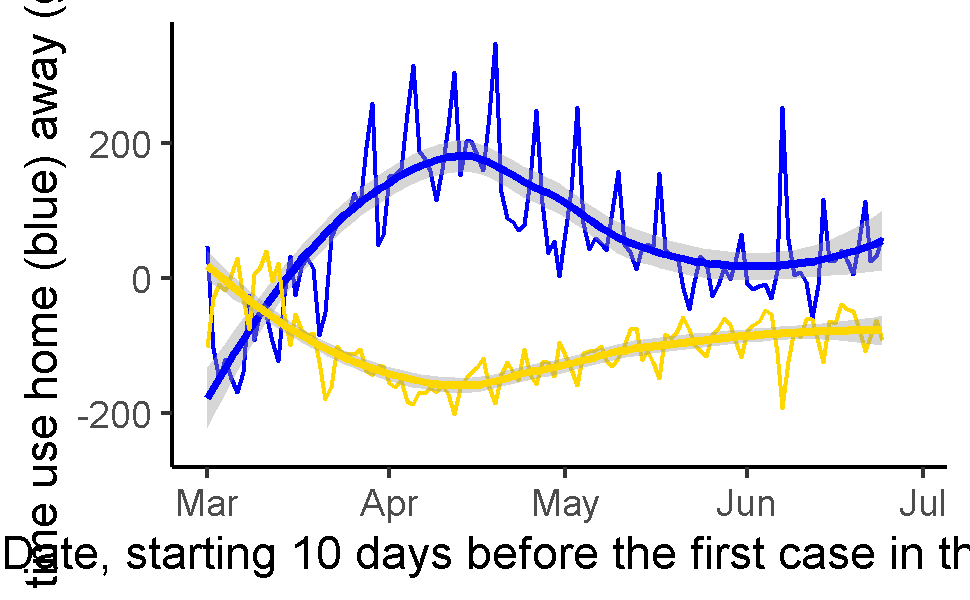 time use home (blue) away (
200
0
-200
Mar Apr May Jun Jul
Date, starting 10 days before the first case in th